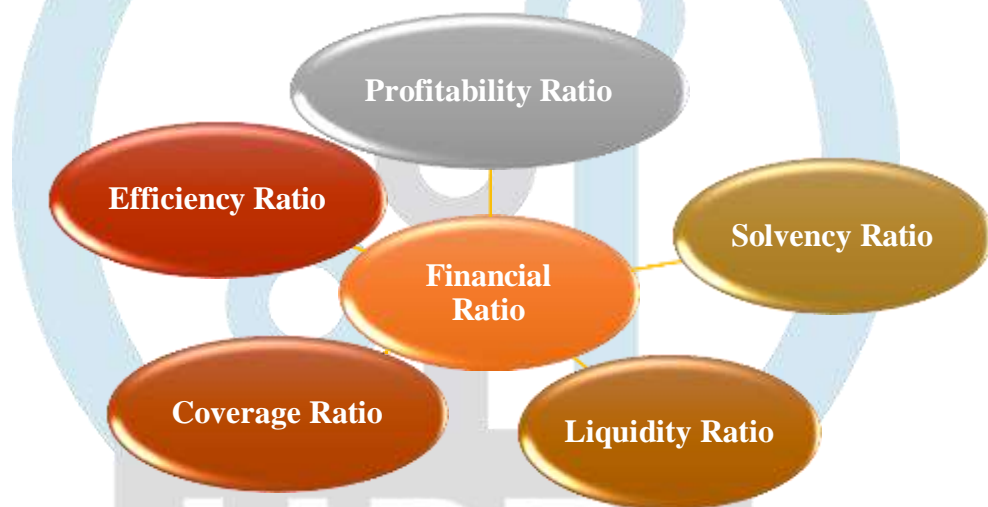 Profitability Ratio
Efficiency Ratio
Solvency Ratio
Financial
Ratio
Coverage Ratio
Liquidity Ratio